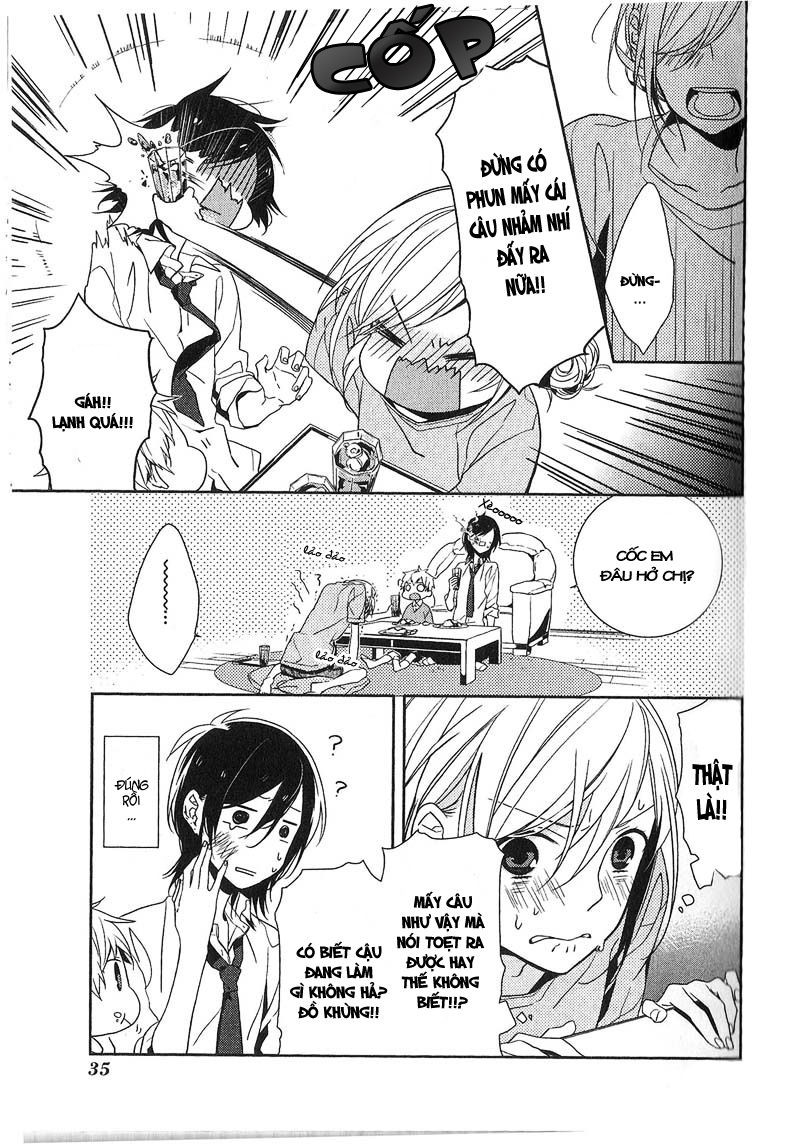 ĐỪNG-
...
CỐP
ĐỪNG CÓ
PHUN MẤY CÁI
CÂU NHẢM NHÍ
ĐẤY RA
NỮA!!
GÁH!!
LẠNH QUÁ!!!
CỐC EM
ĐÂU HỞ CHỊ?
Xèooooo
lảo đảo
lảo đảo
THẬT
LÀ!!
MẤY CÂU
NHƯ VẬY MÀ
NÓI TOẸT RA
ĐƯỢC HAY
THẾ KHÔNG
BIẾT!!?
CÓ BIẾT CẬU
ĐANG LÀM
GÌ KHÔNG HẢ?
ĐỒ KHÙNG!!
?
?
ĐÚNG
RỒI
...
35